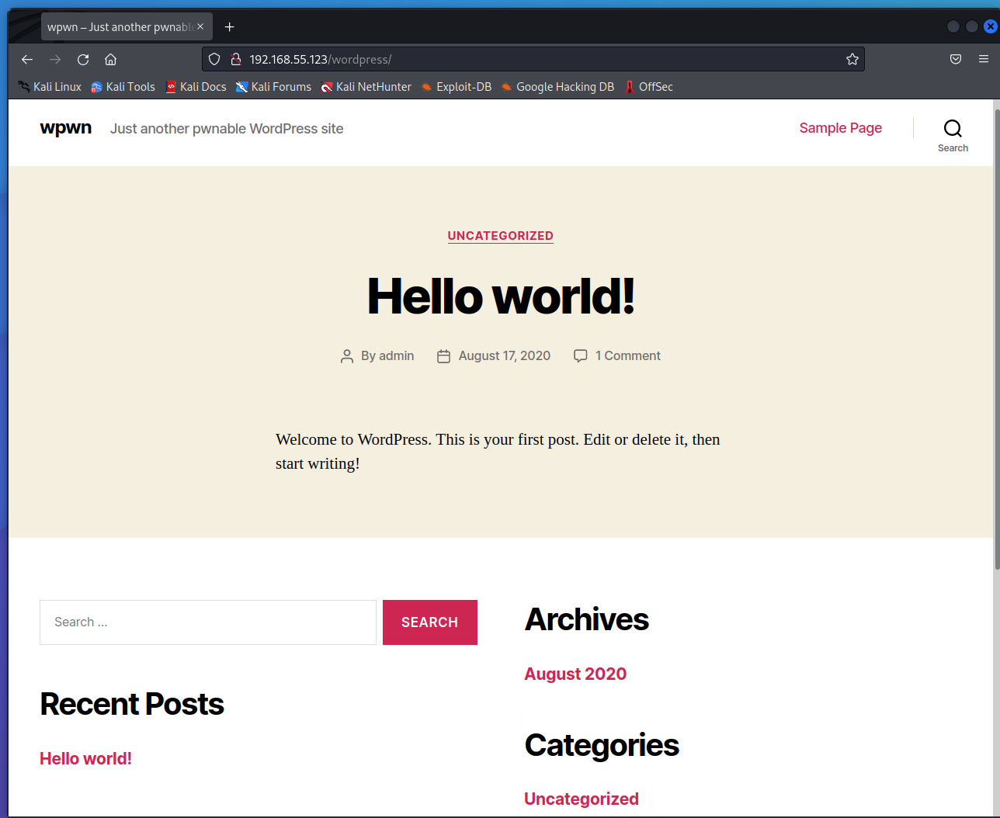 wpwn – Just another pwnable
192.168.55.123/wordpress/
Kali Linux Kali Tools Kali Docs Kali Forums Kali NetHunter Exploit-DB Google Hacking DB OffSec
wpwn Just another pwnable WordPress site Sample Page
Search
UNCATEGORIZED
Hello world!
By admin August 17, 2020 1 Comment
Welcome to WordPress. This is your first post. Edit or delete it, then
start writing!
Search …
SEARCH
Recent Posts
Hello world!
Archives
August 2020
Categories
Uncategorized